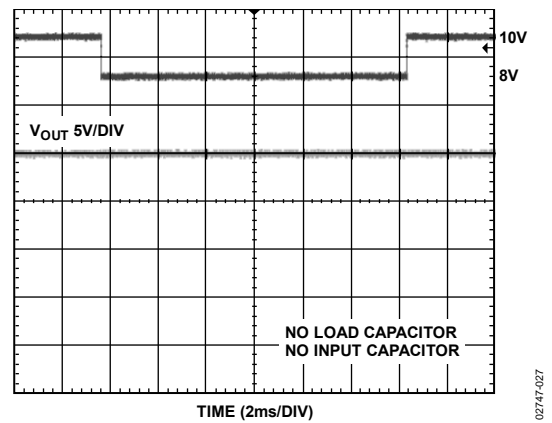 10V
8V
VOUT 5V/DIV
NO LOAD CAPACITOR
NO INPUT CAPACITOR
TIME (2ms/DIV)
02747-027